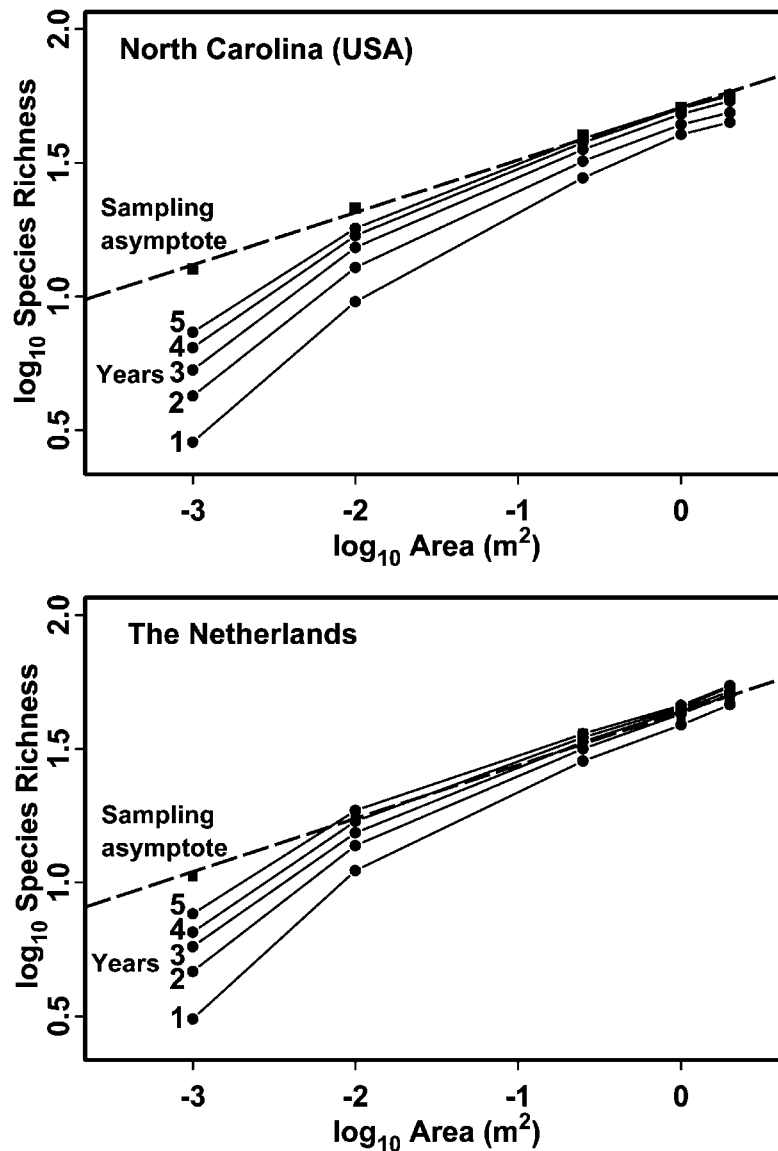 North Carolina (USA)
log10 Species Richness
2.0
1.5
1.0
0.5
Sampling
asymptote
Years
5
4
3
2
1
-3
-2
-1
0
log10 Area (m2)
The Netherlands
log10 Species Richness
2.0
1.5
1.0
0.5
Sampling
asymptote
Years
5
4
3
2
1
-3
-2
-1
0
log10 Area (m2)